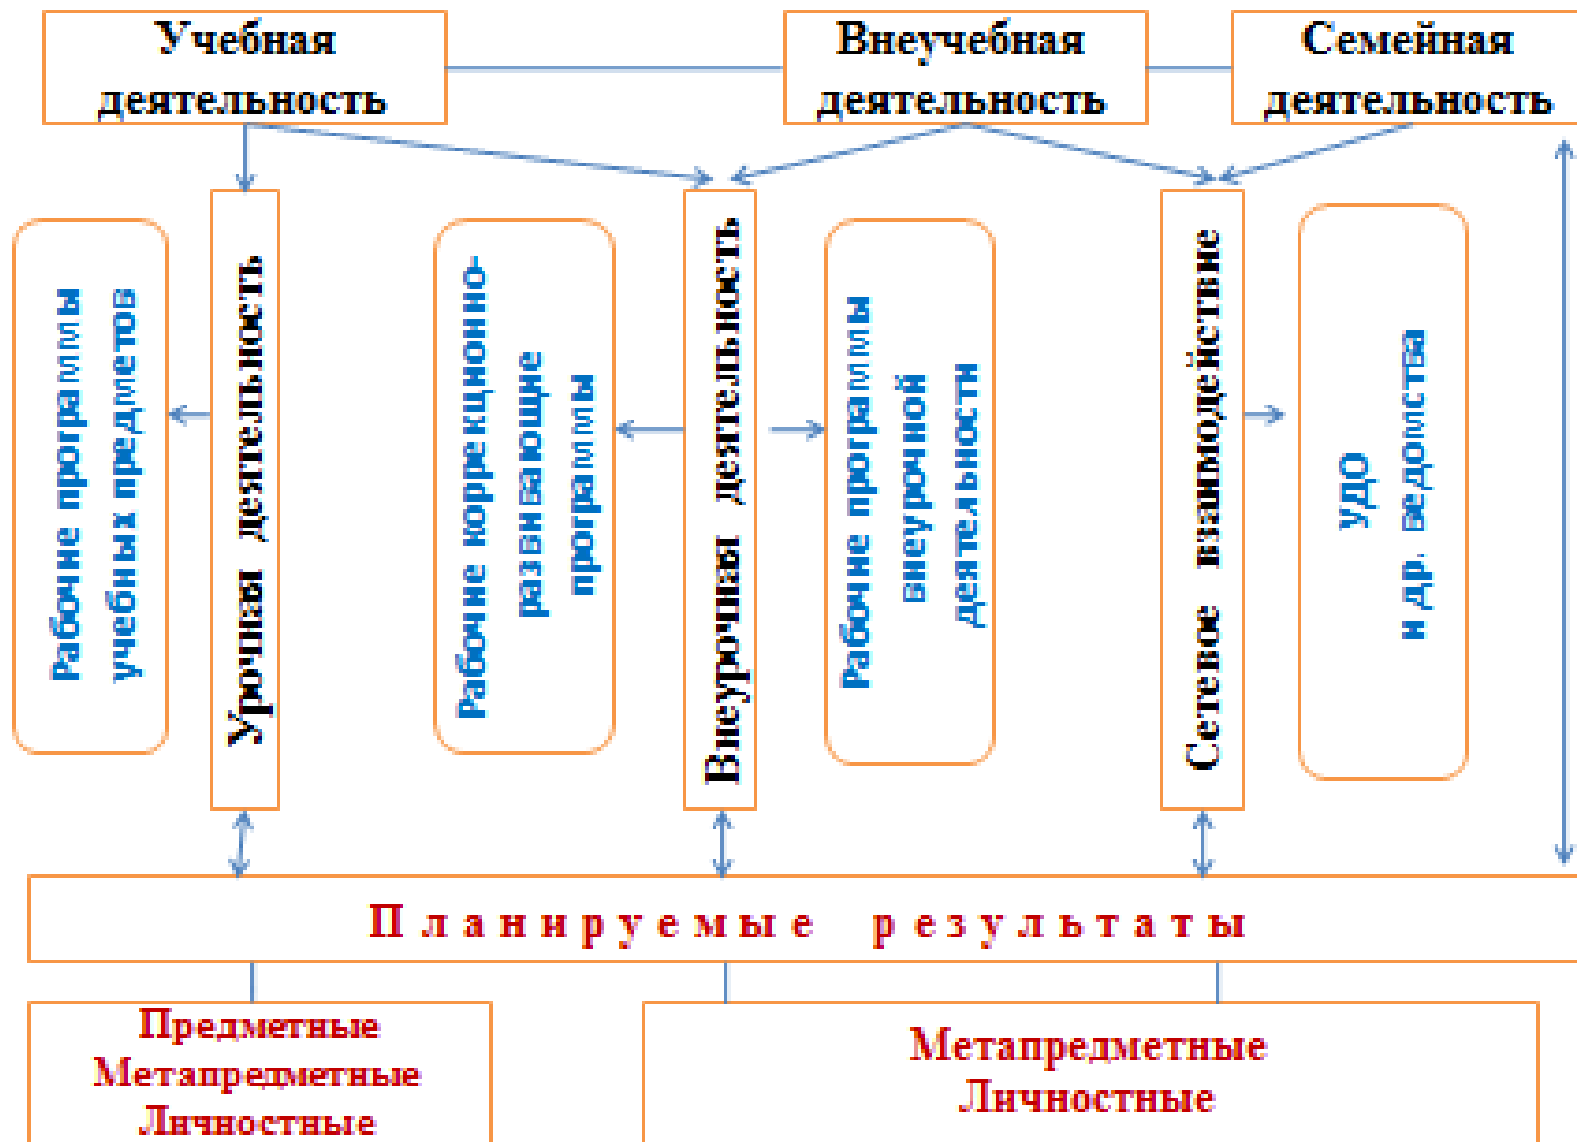 Учебная
деятельность
Внеучебная
деятельность
Семейная
деятельность
Рабочие программы
учебных предметов
Урочная деятельность
Рабочие коррекционно-
развивающие
программы
Внеурочная деятельность
Рабочие программы
внеурочной
деятельности
Сетевое взаимодействие
УДО
и др. ведомства
Планируемые результаты
Предметные
Метапредметные
Личностные
Метапредметные
Личностные